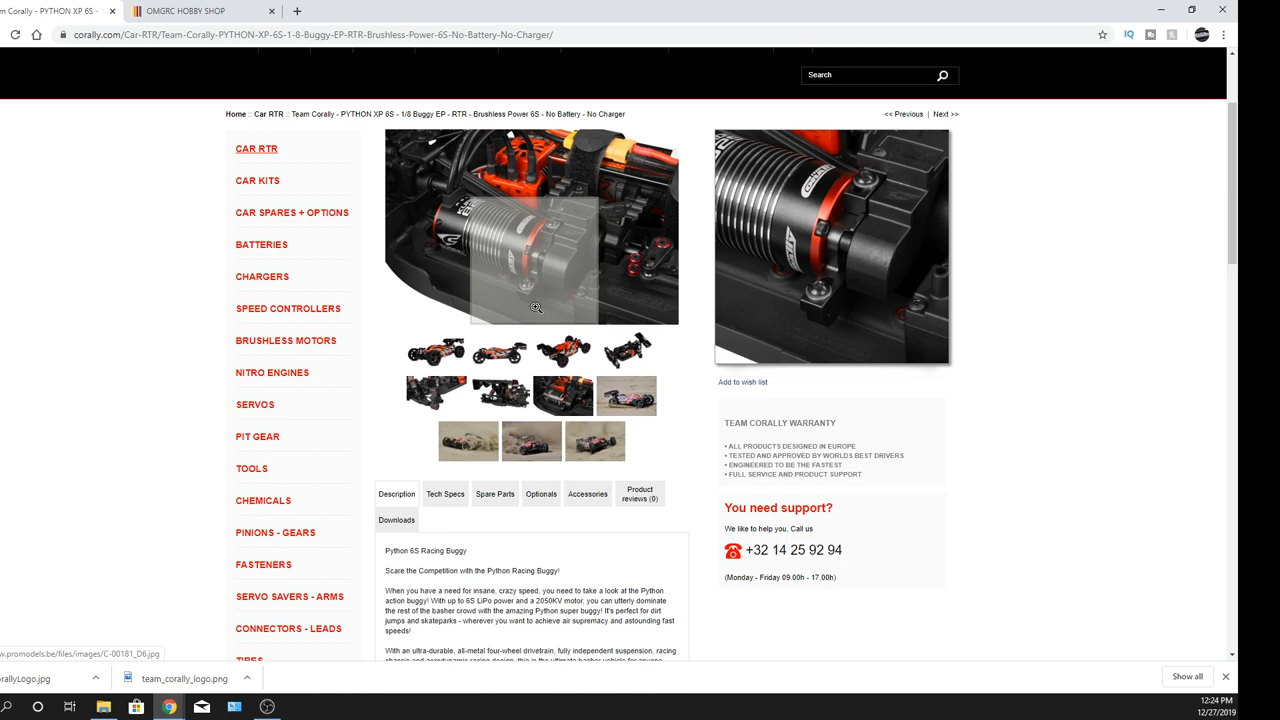 m Corally - PYTHON XP 6S - ×
OMGRC HOBBY SHOP ×
corally.com/Car-RTR/Team-Corally-PYTHON-XP-6S-1-8-Buggy-EP-RTR-Brushless-Power-6S-No-Battery-No-Charger/
Search
Home :: Car RTR :: Team Corally - PYTHON XP 6S - 1/8 Buggy EP - RTR - Brushless Power 6S - No Battery - No Charger
<< Previous | Next >>
CAR RTR
CAR KITS
CAR SPARES + OPTIONS
BATTERIES
CHARGERS
SPEED CONTROLLERS
BRUSHLESS MOTORS
NITRO ENGINES
SERVOS
PIT GEAR
TOOLS
CHEMICALS
PINIONS - GEARS
FASTENERS
SERVO SAVERS - ARMS
CONNECTORS - LEADS
TIRES
Description
Tech Specs
Spare Parts
Optionals
Accessories
Product
reviews (0)
Downloads
Python 6S Racing Buggy
Scare the Competition with the Python Racing Buggy!
When you have a need for insane, crazy speed, you need to take a look at the Python
action buggy! With up to 6S LiPo power and a 2050KV motor, you can utterly dominate
the rest of the basher crowd with the amazing Python super buggy! It's perfect for dirt
jumps and skateparks - wherever you want to achieve air supremacy and astounding fast
speeds!
With an ultra-durable, all-metal four-wheel drivetrain, fully independent suspension, racing
Add to wish list
TEAM CORALLY WARRANTY
• ALL PRODUCTS DESIGNED IN EUROPE
• TESTED AND APPROVED BY WORLDS BEST DRIVERS
• ENGINEERED TO BE THE FASTEST
• FULL SERVICE AND PRODUCT SUPPORT
You need support?
We like to help you, Call us
+32 14 25 92 94
(Monday - Friday 09.00h - 17.00h)
w.promodels.be/files/images/C-00181_D6.jpg
rallyLogo.jpg
team_corally_logo.png
Show all
12:24 PM
12/27/2019